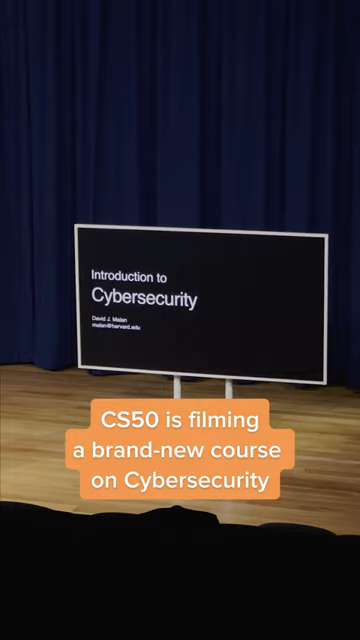 Introduction to
Cybersecurity
David J. Malan
malan@harvard.edu
CS50 is filming
a brand-new course
on Cybersecurity